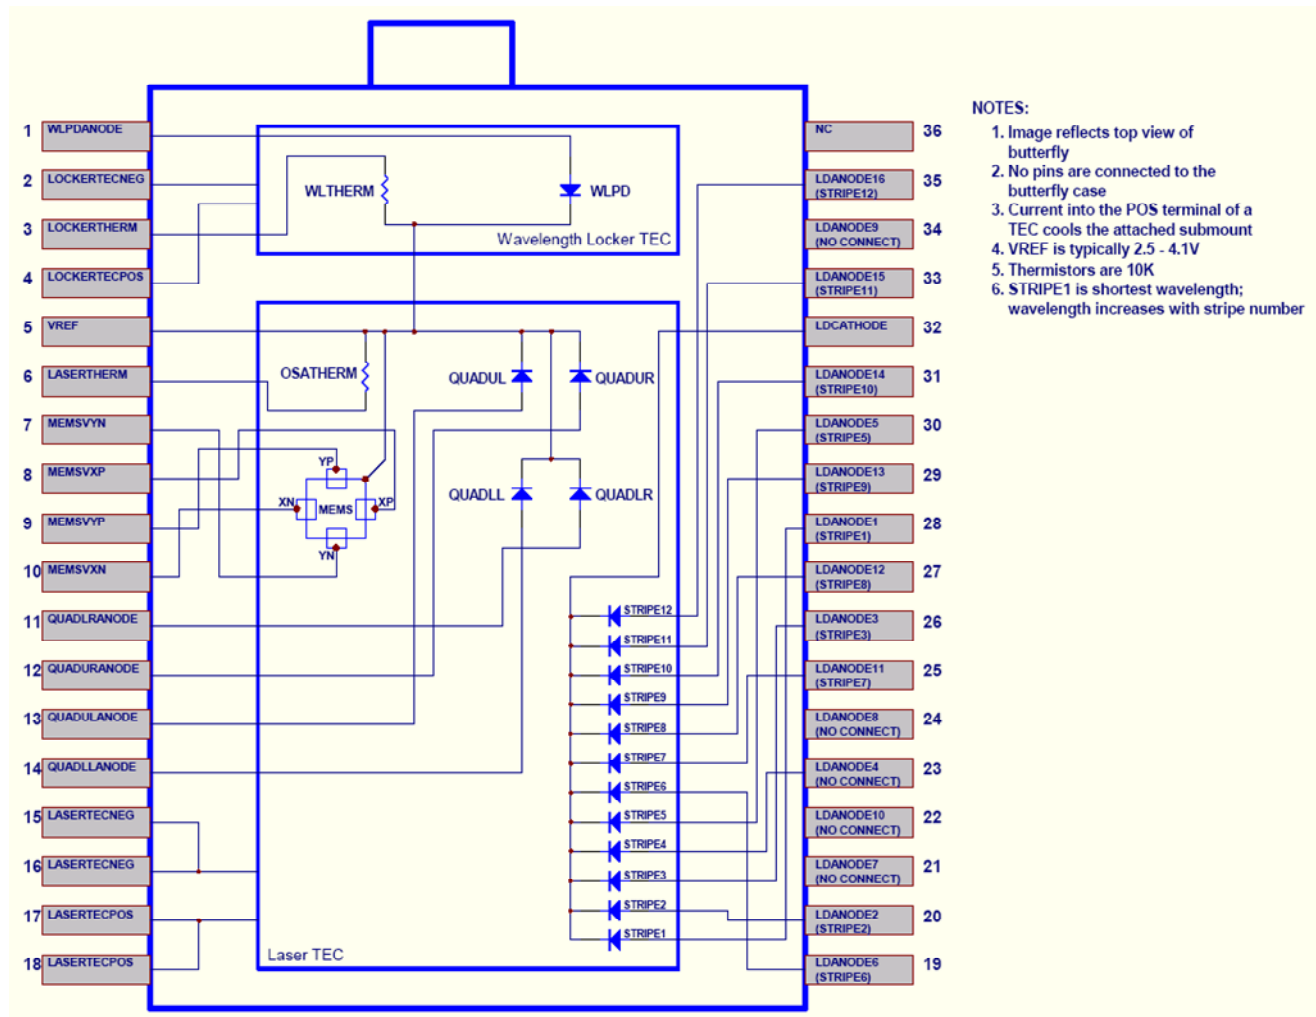 1 WLPDANODE
2 LOCKERTECNEG
3 LOCKERTHERM
4 LOCKERTECPOS
5 VREF
6 LASERTHERM
7 MEMSVYN
8 MEMSVXP
9 MEMSVYP
10 MEMSVXN
11 QUADLRANODE
12 QUADURANODE
13 QUADULANODE
14 QUADLLANODE
15 LASERTECNEG
16 LASERTECNEG
17 LASERTECPOS
18 LASERTECPOS
WLTHERM
WLPD
Wavelength Locker TEC
OSATHERM
QUADUL
QUADUR
YP
XN
MEMS
XP
YN
QUADLL
QUADLR
STRIPE12
STRIPE11
STRIPE10
STRIPE9
STRIPE8
STRIPE7
STRIPE6
STRIPE5
STRIPE4
STRIPE3
STRIPE2
STRIPE1
Laser TEC
NC 36
LDANODE16 35
(STRIPE12)
LDANODE9 34
(NO CONNECT)
LDANODE15 33
(STRIPE11)
LDCATHODE 32
LDANODE14 31
(STRIPE10)
LDANODE5 30
(STRIPE5)
LDANODE13 29
(STRIPE9)
LDANODE1 28
(STRIPE1)
LDANODE12 27
(STRIPE8)
LDANODE3 26
(STRIPE3)
LDANODE11 25
(STRIPE7)
LDANODE8 24
(NO CONNECT)
LDANODE4 23
(NO CONNECT)
LDANODE10 22
(NO CONNECT)
LDANODE7 21
(NO CONNECT)
LDANODE2 20
(STRIPE2)
LDANODE6 19
(STRIPE6)
NOTES:
1. Image reflects top view of
butterfly
2. No pins are connected to the
butterfly case
3. Current into the POS terminal of a
TEC cools the attached submount
4. VREF is typically 2.5 - 4.1V
5. Thermistors are 10K
6. STRIPE1 is shortest wavelength;
wavelength increases with stripe number